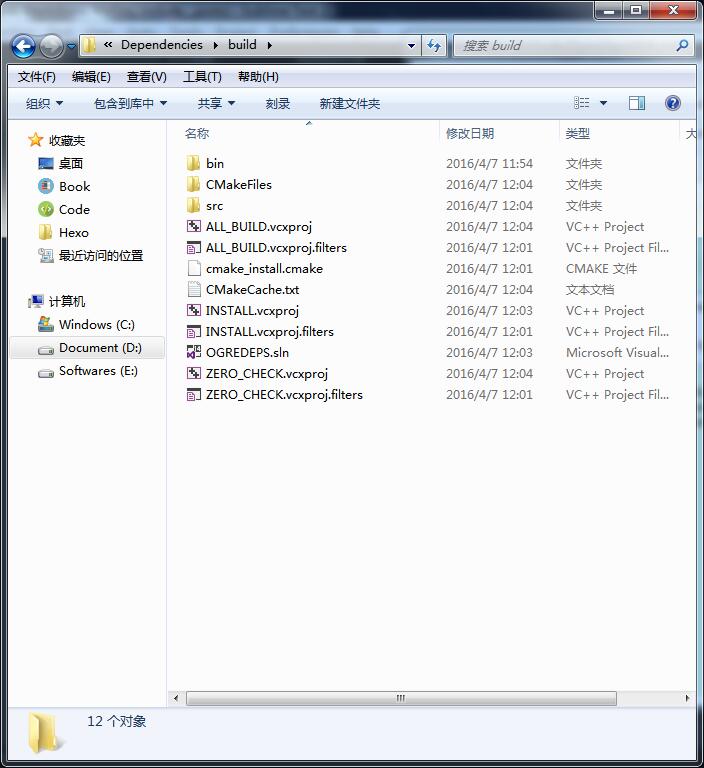 « Dependencies build
搜索 build
文件(F) 编辑(E) 查看(V) 工具(T) 帮助(H)
组织 包含到库中 共享 刻录 新建文件夹
收藏夹
桌面
Book
Code
Hexo
最近访问的位置
计算机
Windows (C:)
Document (D:)
Softwares (E:)
名称 修改日期 类型 大
bin 2016/4/7 11:54 文件夹
CMakeFiles 2016/4/7 12:04 文件夹
src 2016/4/7 12:04 文件夹
ALL_BUILD.vcxproj 2016/4/7 12:04 VC++ Project
ALL_BUILD.vcxproj.filters 2016/4/7 12:01 VC++ Project Fil...
cmake_install.cmake 2016/4/7 12:01 CMAKE 文件
CMakeCache.txt 2016/4/7 12:04 文本文档
INSTALL.vcxproj 2016/4/7 12:03 VC++ Project
INSTALL.vcxproj.filters 2016/4/7 12:01 VC++ Project Fil...
OGREDEPS.sln 2016/4/7 12:03 Microsoft Visual...
ZERO_CHECK.vcxproj 2016/4/7 12:04 VC++ Project
ZERO_CHECK.vcxproj.filters 2016/4/7 12:01 VC++ Project Fil...
12 个对象